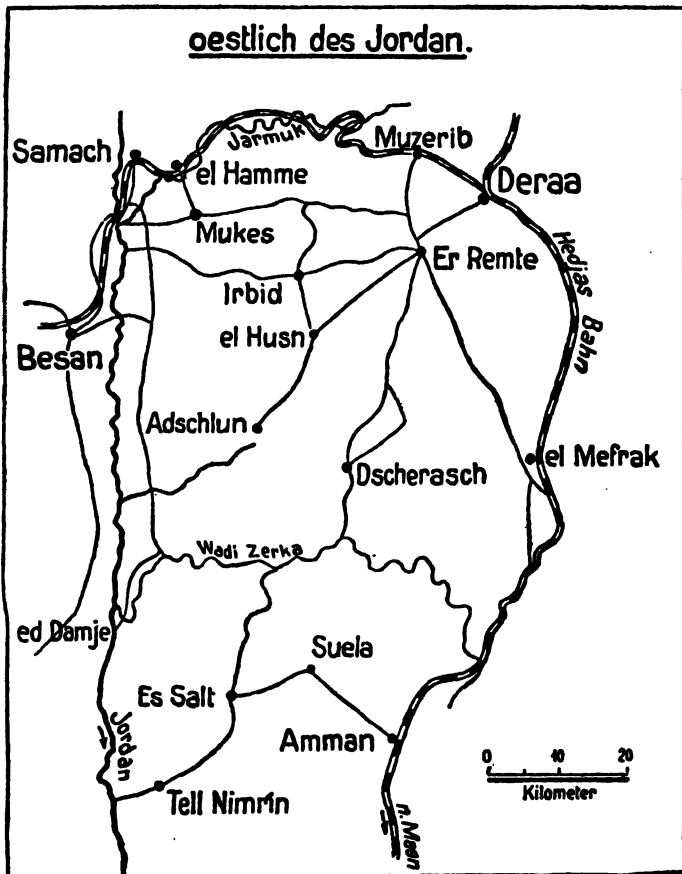 oestlich des Jordan.
Jarmuk
Muzerib
Samach
el Hamme
Deraa
Mukes
Hedjas Bahn
Er Remte
Irbid
el Husn
Besan
Adschlun
el Mefrak
Dscherasch
Wadi Zerka
ed Damje
Suela
Es Salt
Jordan
Amman
0 40 20
Kilometer
Tell Nimrin
n. Maan